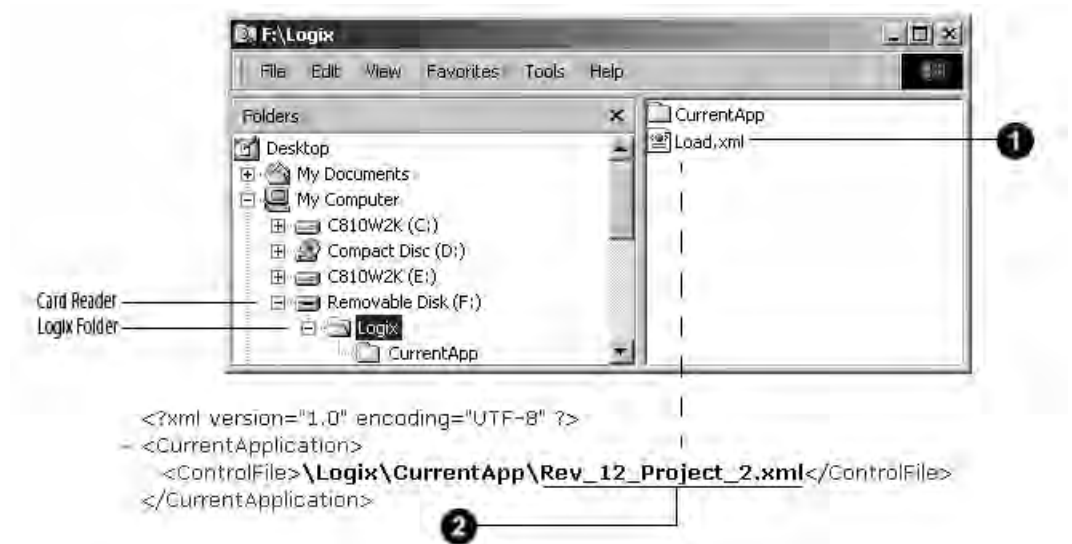 F:\Logix
File Edit View Favorites Tools Help
Folders
CurrentApp
Load.xml
1
Desktop
My Documents
My Computer
C810W2K (C:)
Compact Disc (D:)
C810W2K (E:)
Card Reader
Removable Disk (F:)
Logix Folder
Logix
CurrentApp
<?xml version="1.0" encoding="UTF-8" ?>
- <CurrentApplication>
<ControlFile>\Logix\CurrentApp\Rev_12_Project_2.xml</ControlFile>
</CurrentApplication>
2